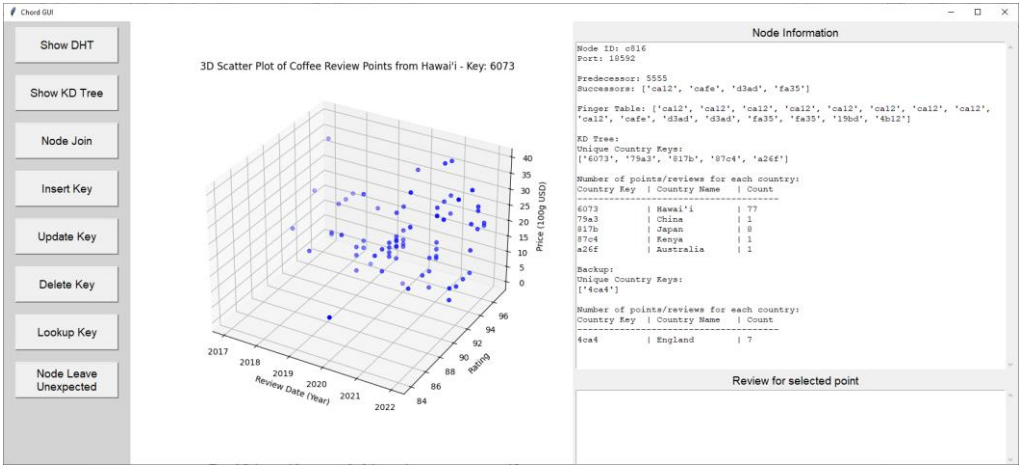 Chord GUI
Show DHT
Show KD Tree
Node Join
Insert Key
Update Key
Delete Key
Lookup Key
Node Leave
Unexpected
3D Scatter Plot of Coffee Review Points from Hawai'i - Key: 6073
40
35
30
25
20
15
10
5
0
Price (100g USD)
96
94
92
90
88
86
84
Rating
2017
2018
2019
2020
2021
2022
Review Date (Year)
Node Information
Node ID: c816
Port: 18592
Predecessor: 5555
Successors: ['ca12', 'cafe', 'd3ad', 'fa35']
Finger Table: ['ca12', 'ca12', 'ca12', 'ca12', 'ca12', 'ca12', 'ca12', 'ca12',
'ca12', 'cafe', 'd3ad', 'd3ad', 'fa35', 'fa35', '19bd', '4b12']
KD Tree:
Unique Country Keys:
['6073', '79a3', '817b', '87c4', 'a26f']
Number of points/reviews for each country:
Country Key | Country Name | Count
----------------------------------------
6073 | Hawai'i | 77
79a3 | China | 1
817b | Japan | 8
87c4 | Kenya | 1
a26f | Australia | 1
Backup:
Unique Country Keys:
['4ca4']
Number of points/reviews for each country:
Country Key | Country Name | Count
----------------------------------------
4ca4 | England | 7
Review for selected point